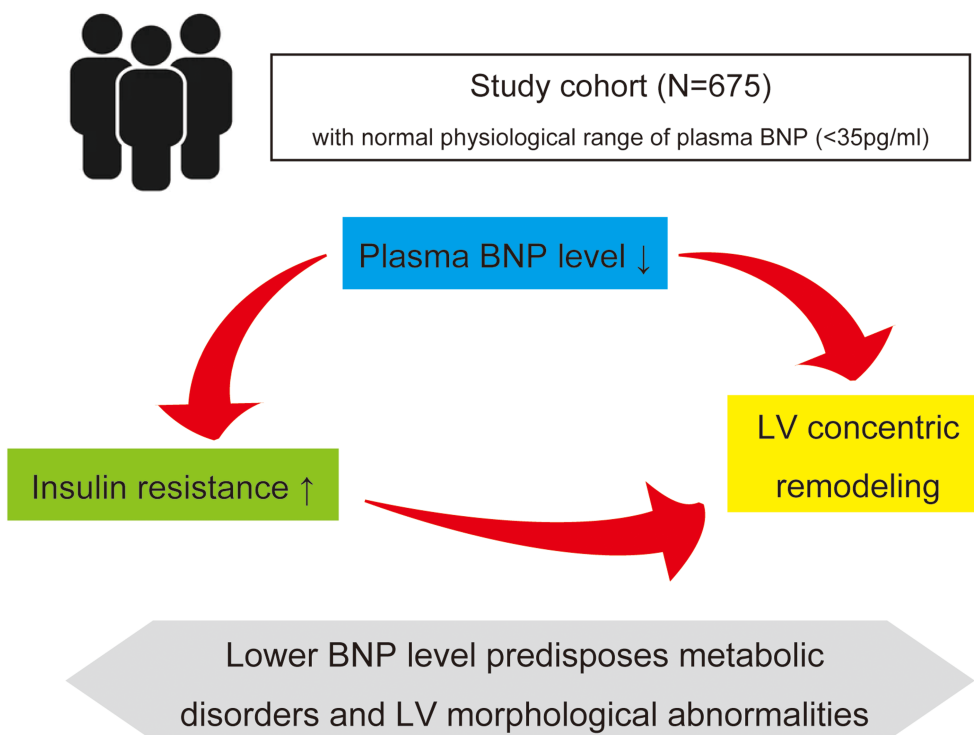 Study cohort (N=675)
with normal physiological range of plasma BNP (<35pg/ml)
Plasma BNP level ↓
LV concentric
remodeling
Insulin resistance ↑
Lower BNP level predisposes metabolic
disorders and LV morphological abnormalities